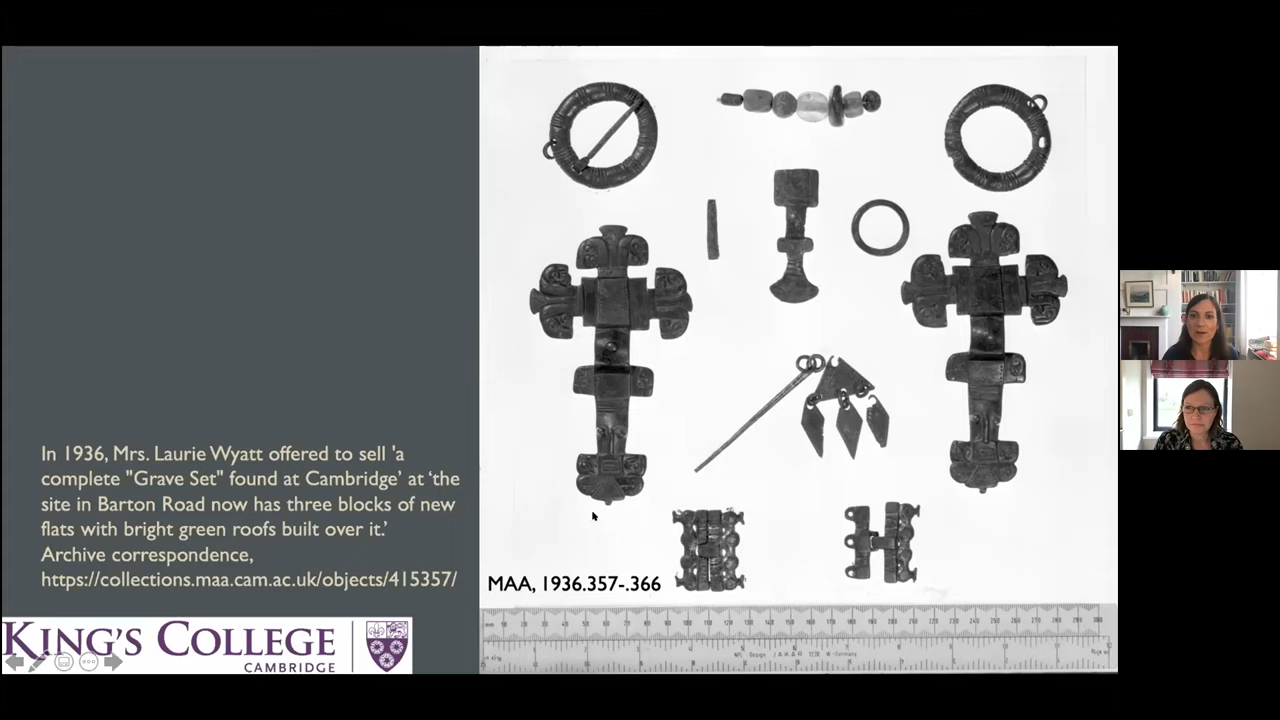 In 1936, Mrs. Laurie Wyatt offered to sell 'a
complete "Grave Set" found at Cambridge' at 'the
site in Barton Road now has three blocks of new
flats with bright green roofs built over it.'
Archive correspondence,
https://collections.maa.cam.ac.uk/objects/415357/
MAA, 1936.357-.366
KING'S COLLEGE
CAMBRIDGE